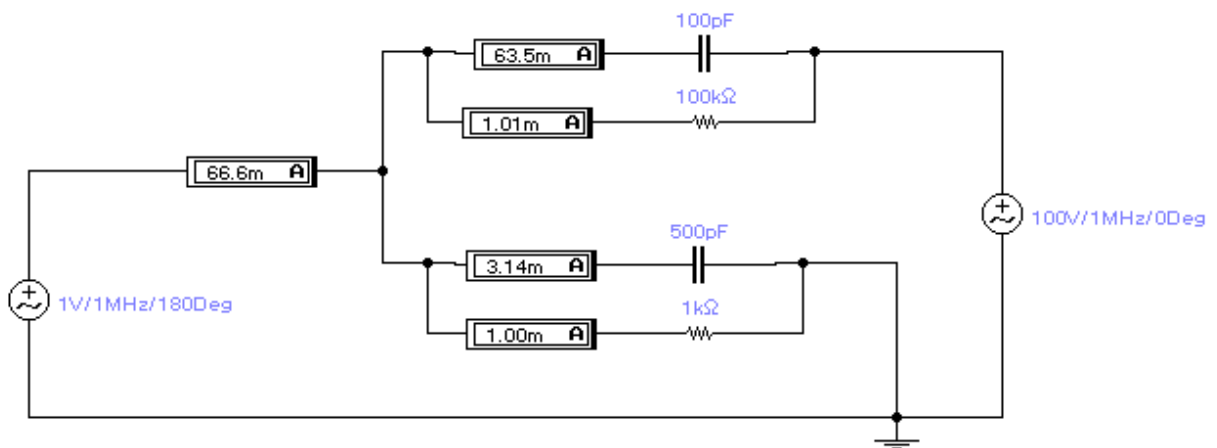 100pF
63.5m A
100kΩ
1.01m A
66.6m A
100V/1MHz/0Deg
500pF
3.14m A
1V/1MHz/180Deg
1kΩ
1.00m A